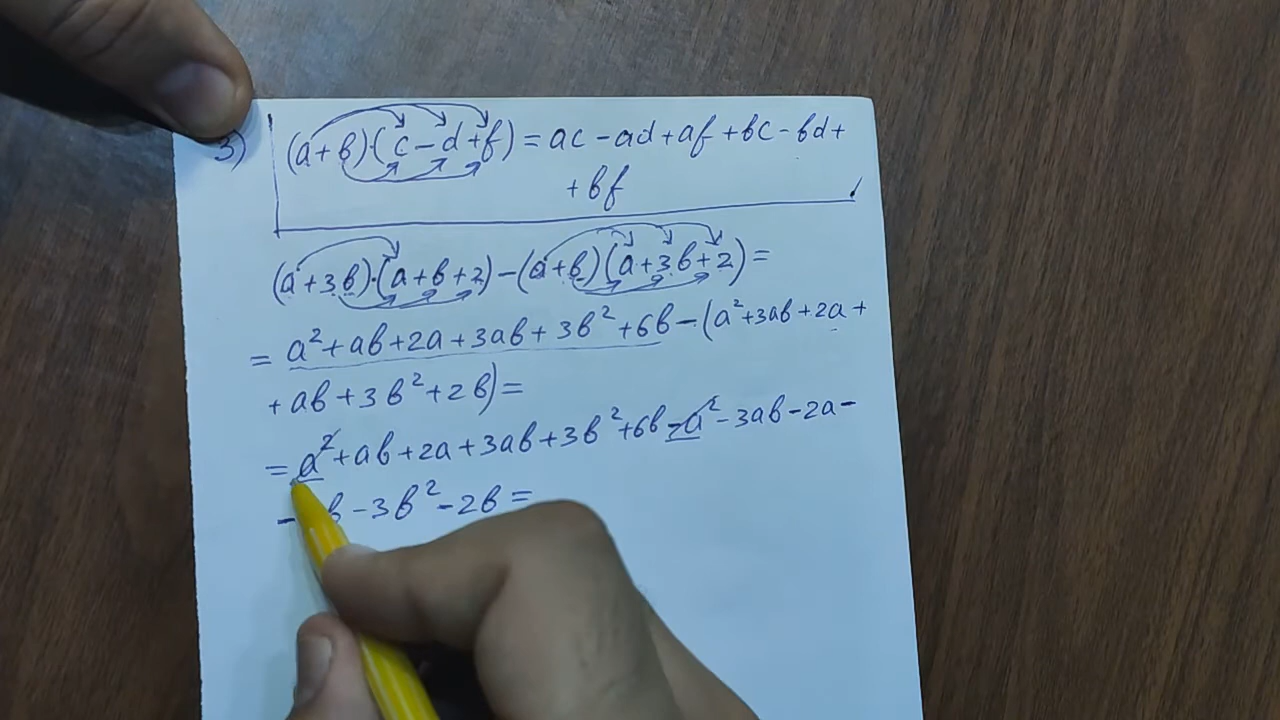 3) (a+b)·(c-d+f)=ac-ad+af+bc-bd+
+bf
(a+3b)·(a+b+2)-(a+b)(a+3b+2)=
=a²+ab+2a+3ab+3b²+6b-(a²+3ab+2a+
+ab+3b²+2b)=
=a²+ab+2a+3ab+3b²+6b-a²-3ab-2a-
- b-3b²-2b=